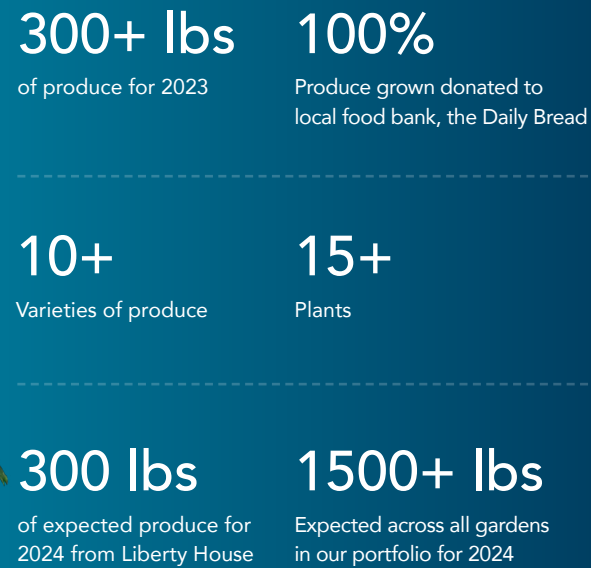 300+ lbs
of produce for 2023
100%
Produce grown donated to
local food bank, the Daily Bread
10+
Varieties of produce
15+
Plants
300 lbs
of expected produce for
2024 from Liberty House
1500+ lbs
Expected across all gardens
in our portfolio for 2024